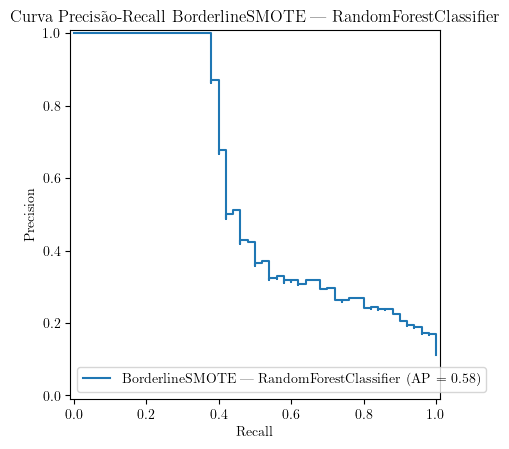 Curva Precisão-Recall BorderlineSMOTE — RandomForestClassifier
1.0
0.8
0.6
0.4
0.2
0.0
Precision
BorderlineSMOTE — RandomForestClassifier (AP = 0.58)
0.0 0.2 0.4 0.6 0.8 1.0
Recall